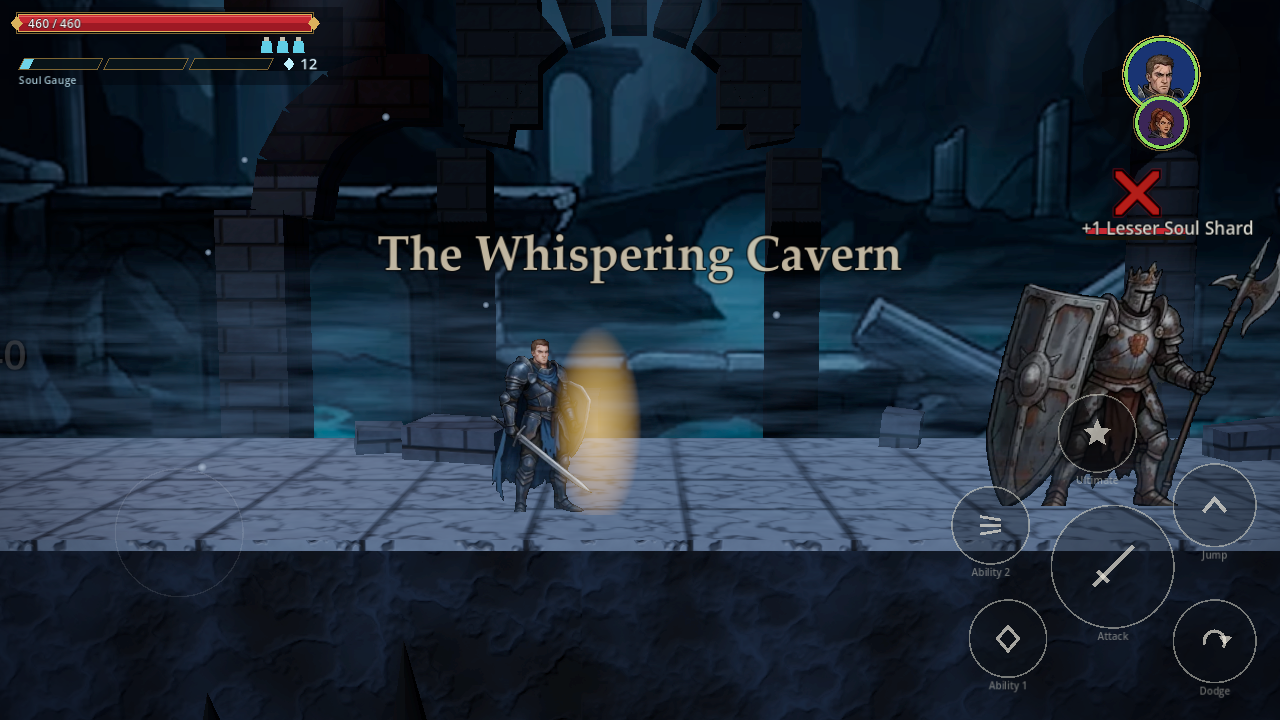 460 / 460
12
Soul Gauge
+1 Lesser Soul Shard
The Whispering Cavern
0
Ultimate
Ability 2
Jump
Attack
Ability 1
Dodge